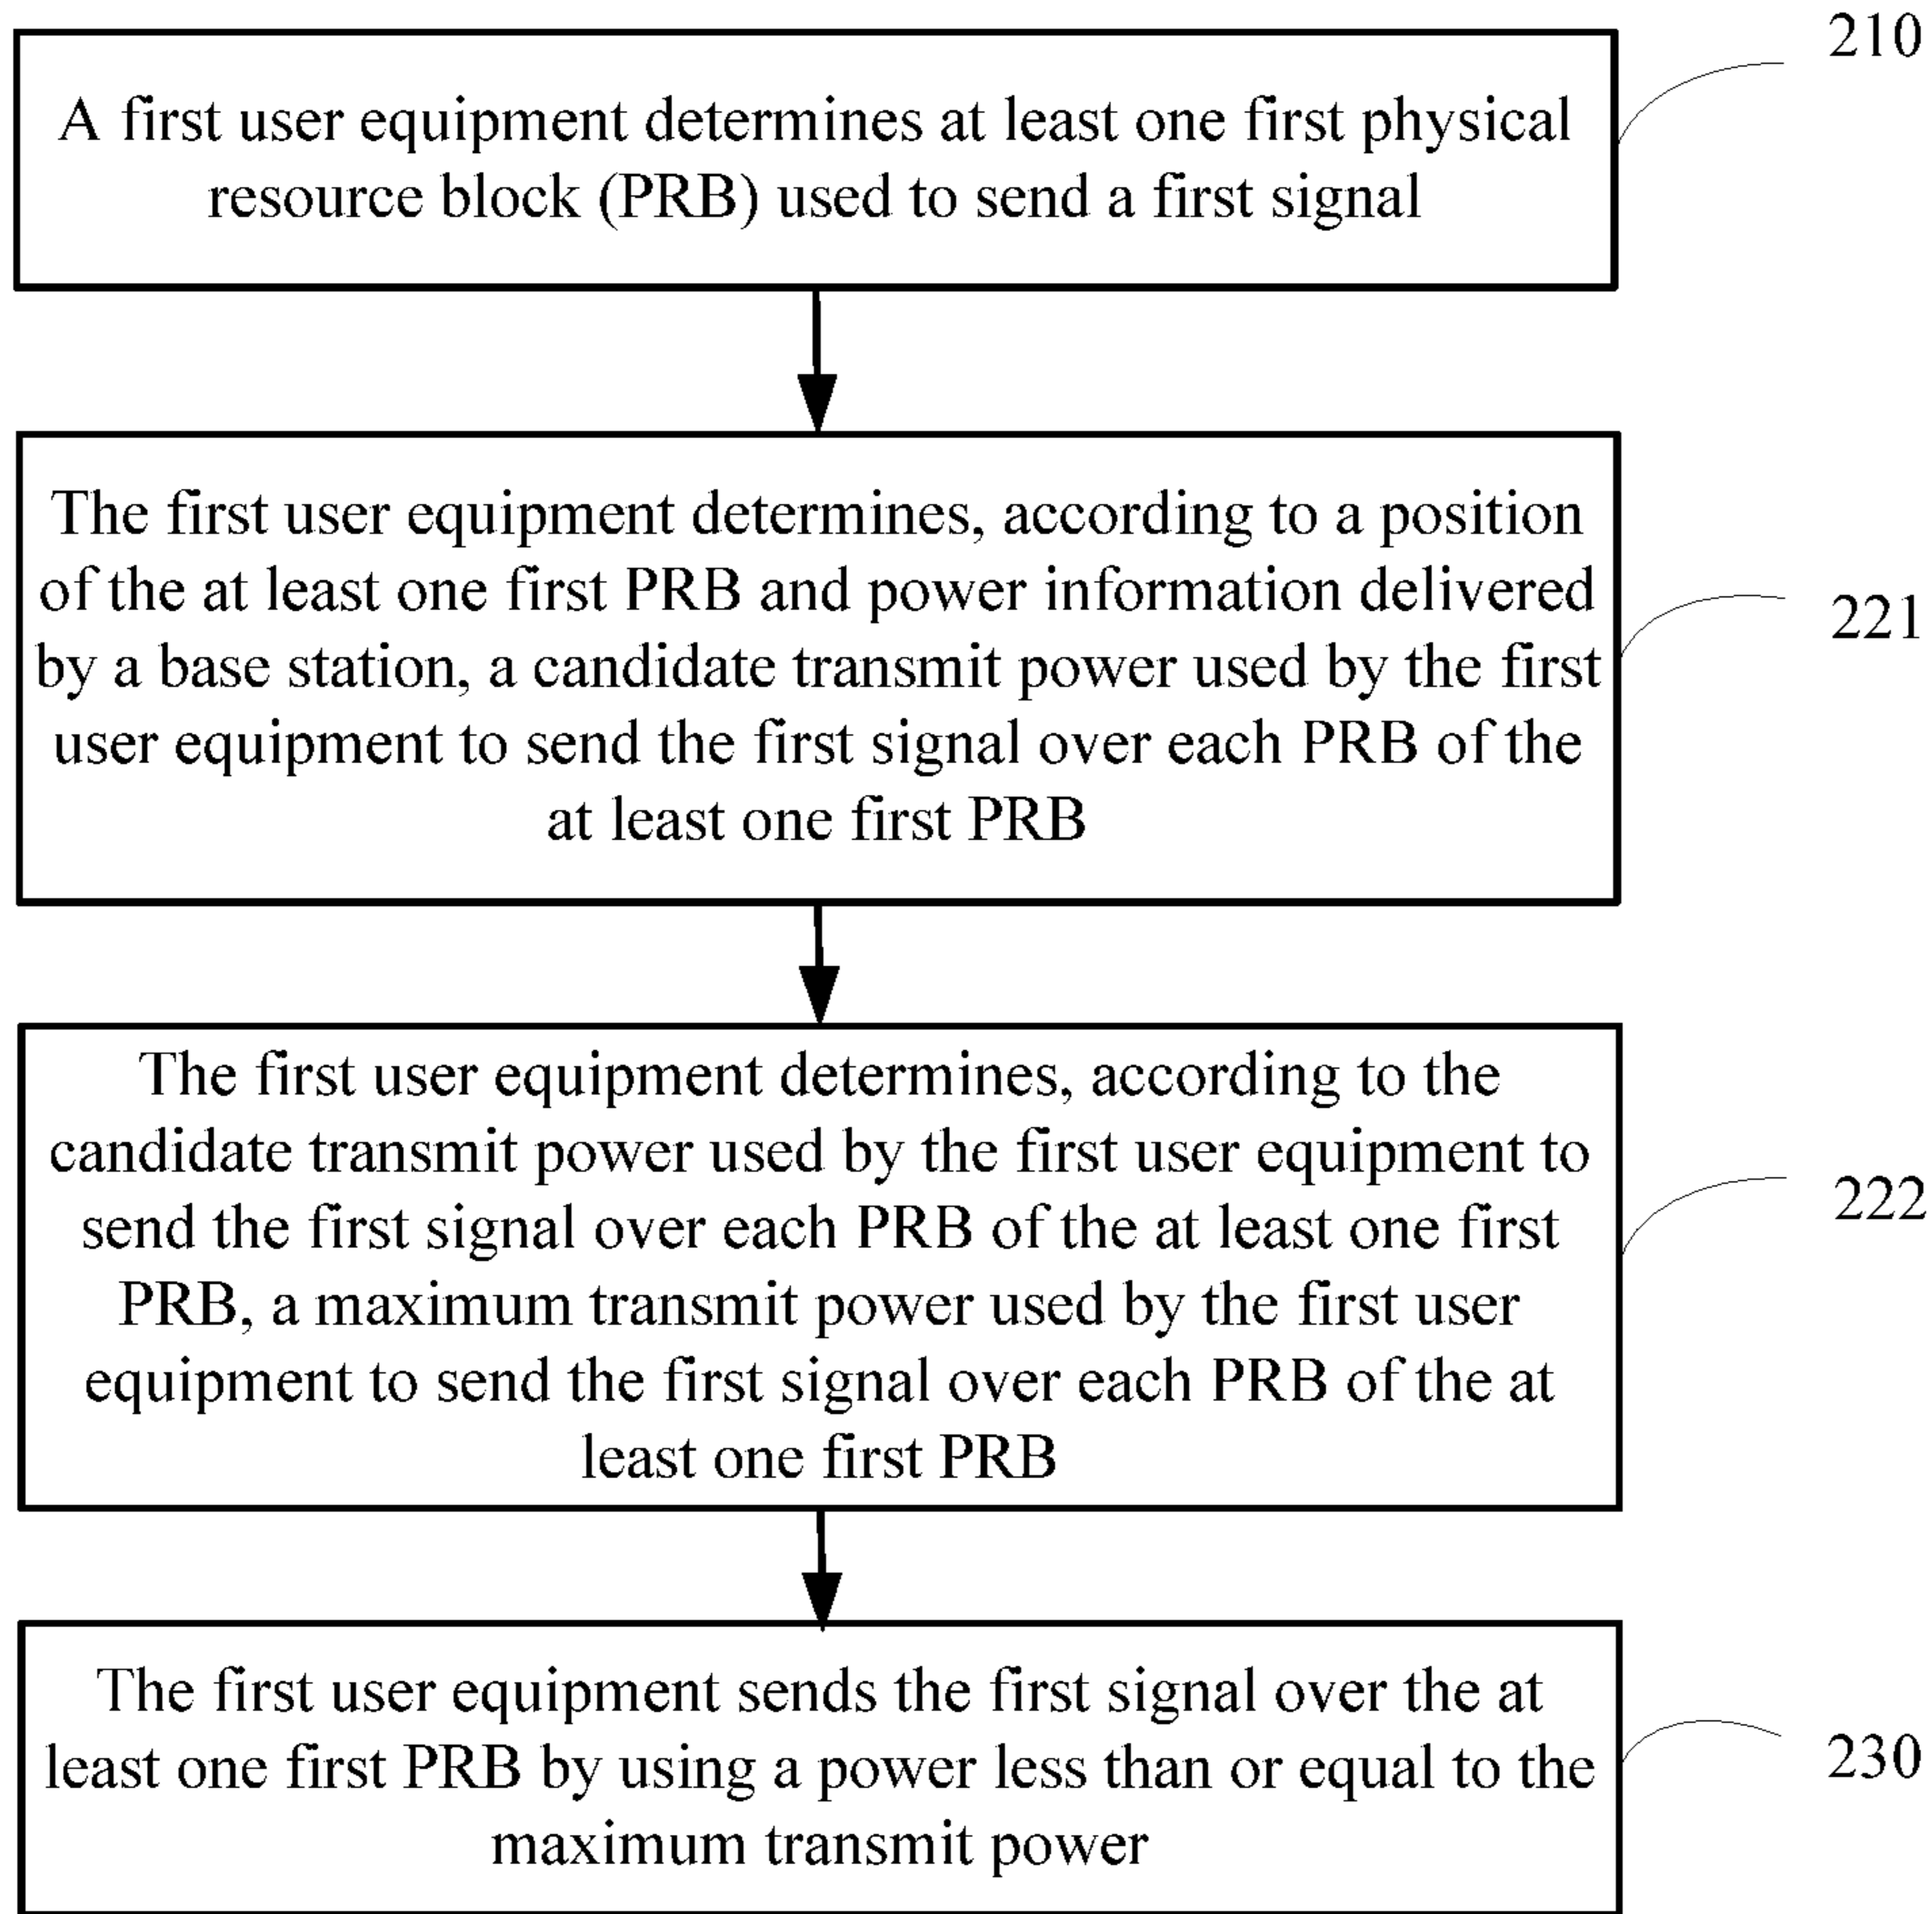 210
A first user equipment determines at least one first physical
resource block (PRB) used to send a first signal
The first user equipment determines, according to a position
of the at least one first PRB and power information delivered
by a base station, a candidate transmit power used by the first
user equipment to send the first signal over each PRB of the
at least one first PRB
221
The first user equipment determines, according to the
candidate transmit power used by the first user equipment to
send the first signal over each PRB of the at least one first
PRB, a maximum transmit power used by the first user
equipment to send the first signal over each PRB of the at
least one first PRB
222
The first user equipment sends the first signal over the at
least one first PRB by using a power less than or equal to the
maximum transmit power
230